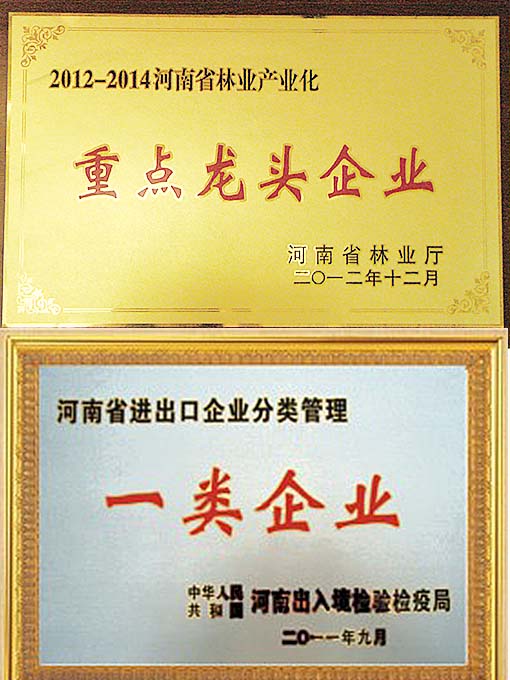 2012-2014河南省林业产业化
重点龙头企业
河南省林业厅
二〇一二年十二月
河南省进出口企业分类管理
一类企业
中华人民
共和国 河南出入境检验检疫局
二〇一一年九月